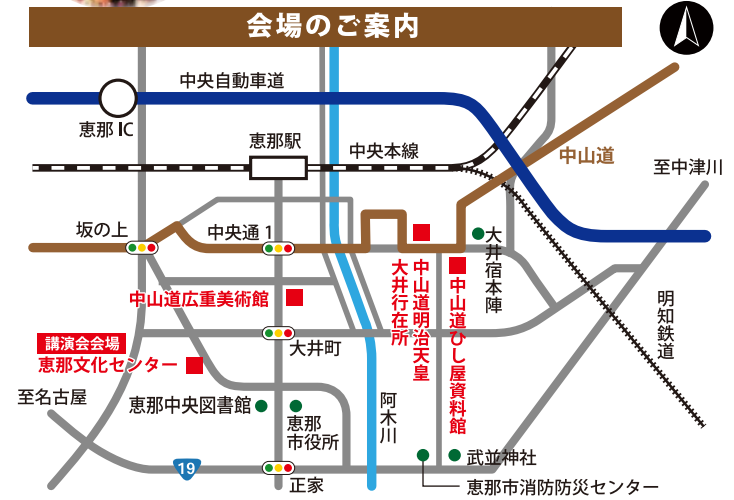 会場のご案内
中央自動車道
恵那IC
恵那駅
中央本線
中山道
至中津川
坂の上
中央通1
大井宿本陣
中山道広重美術館
中山道明治天皇
大井行在所
中山道ひし屋資料館
明知鉄道
大井町
講演会会場
恵那文化センター
至名古屋
恵那中央図書館
恵那
市役所
阿木川
武並神社
恵那市消防防災センター
19
正家